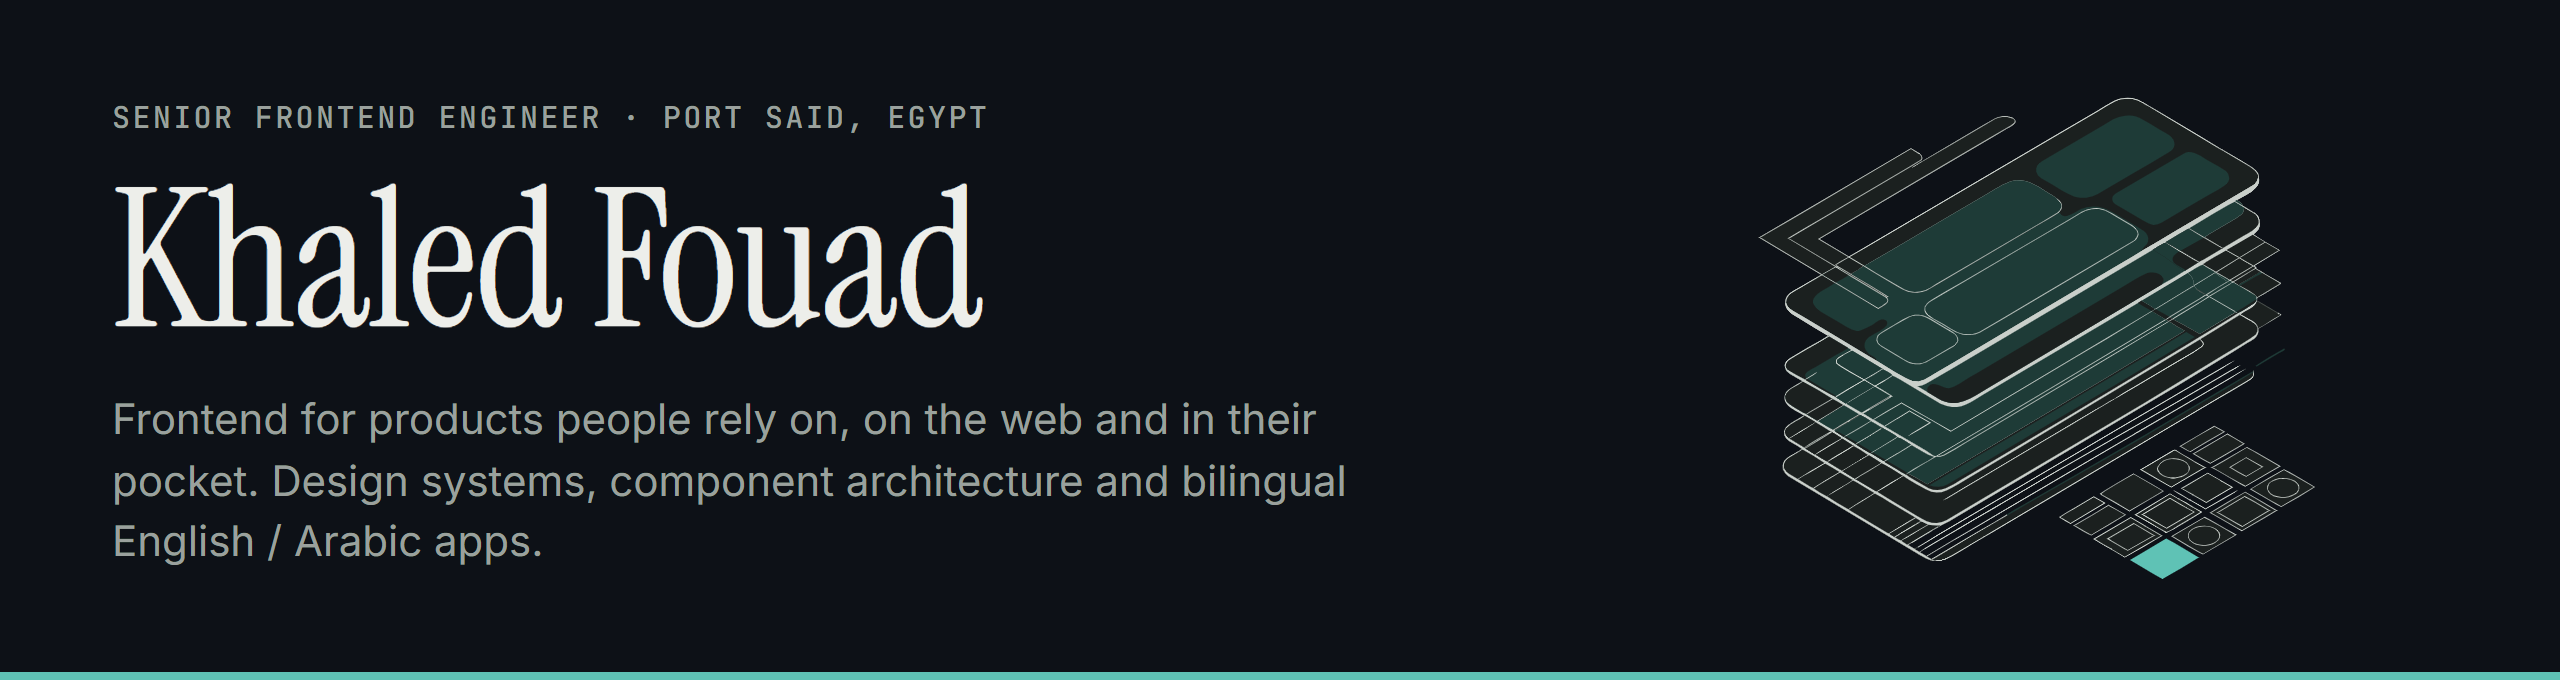 SENIOR FRONTEND ENGINEER · PORT SAID, EGYPT
Khaled Fouad
Frontend for products people rely on, on the web and in their
pocket. Design systems, component architecture and bilingual
English / Arabic apps.